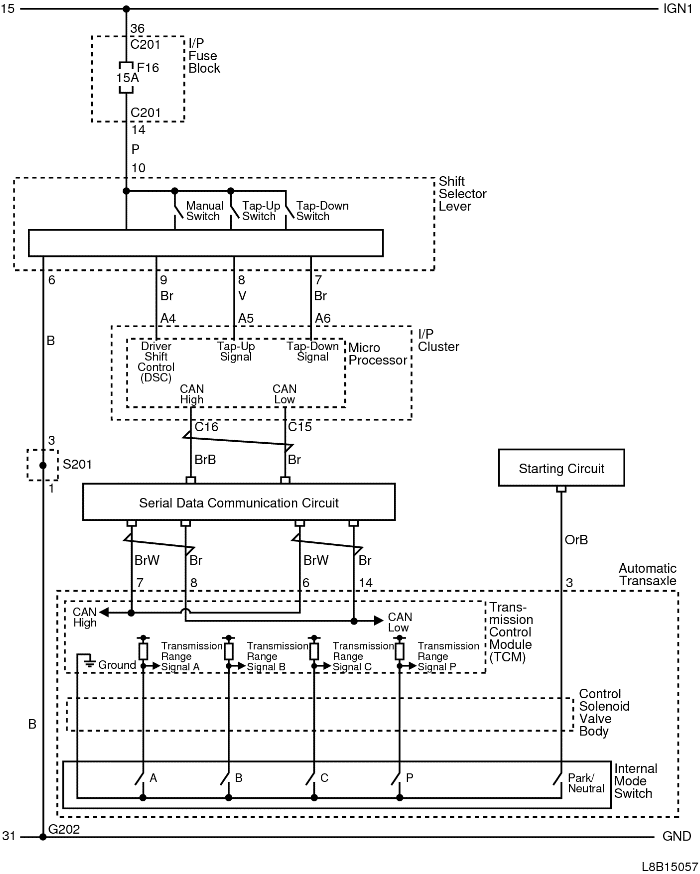 15
IGN1
36
C201
I/P
Fuse
Block
F16
15A
C201
14
P
10
Shift
Selector
Lever
Manual
Switch
Tap-Up
Switch
Tap-Down
Switch
6
9
8
7
Br
V
Br
A4
A5
A6
I/P
Cluster
B
Driver
Shift
Control
(DSC)
Tap-Up
Signal
Tap-Down
Signal
Micro
Processor
CAN
High
CAN
Low
C16
C15
3
S201
1
BrB
Br
Starting Circuit
Serial Data Communication Circuit
OrB
BrW
Br
BrW
Br
Automatic
Transaxle
7
8
6
14
3
CAN
High
CAN
Low
Trans-
mission
Control
Module
(TCM)
Ground
Transmission
Range
Signal A
Transmission
Range
Signal B
Transmission
Range
Signal C
Transmission
Range
Signal P
Control
Solenoid
Valve
Body
B
A
B
C
P
Park/
Neutral
Internal
Mode
Switch
G202
31
GND
L8B15057